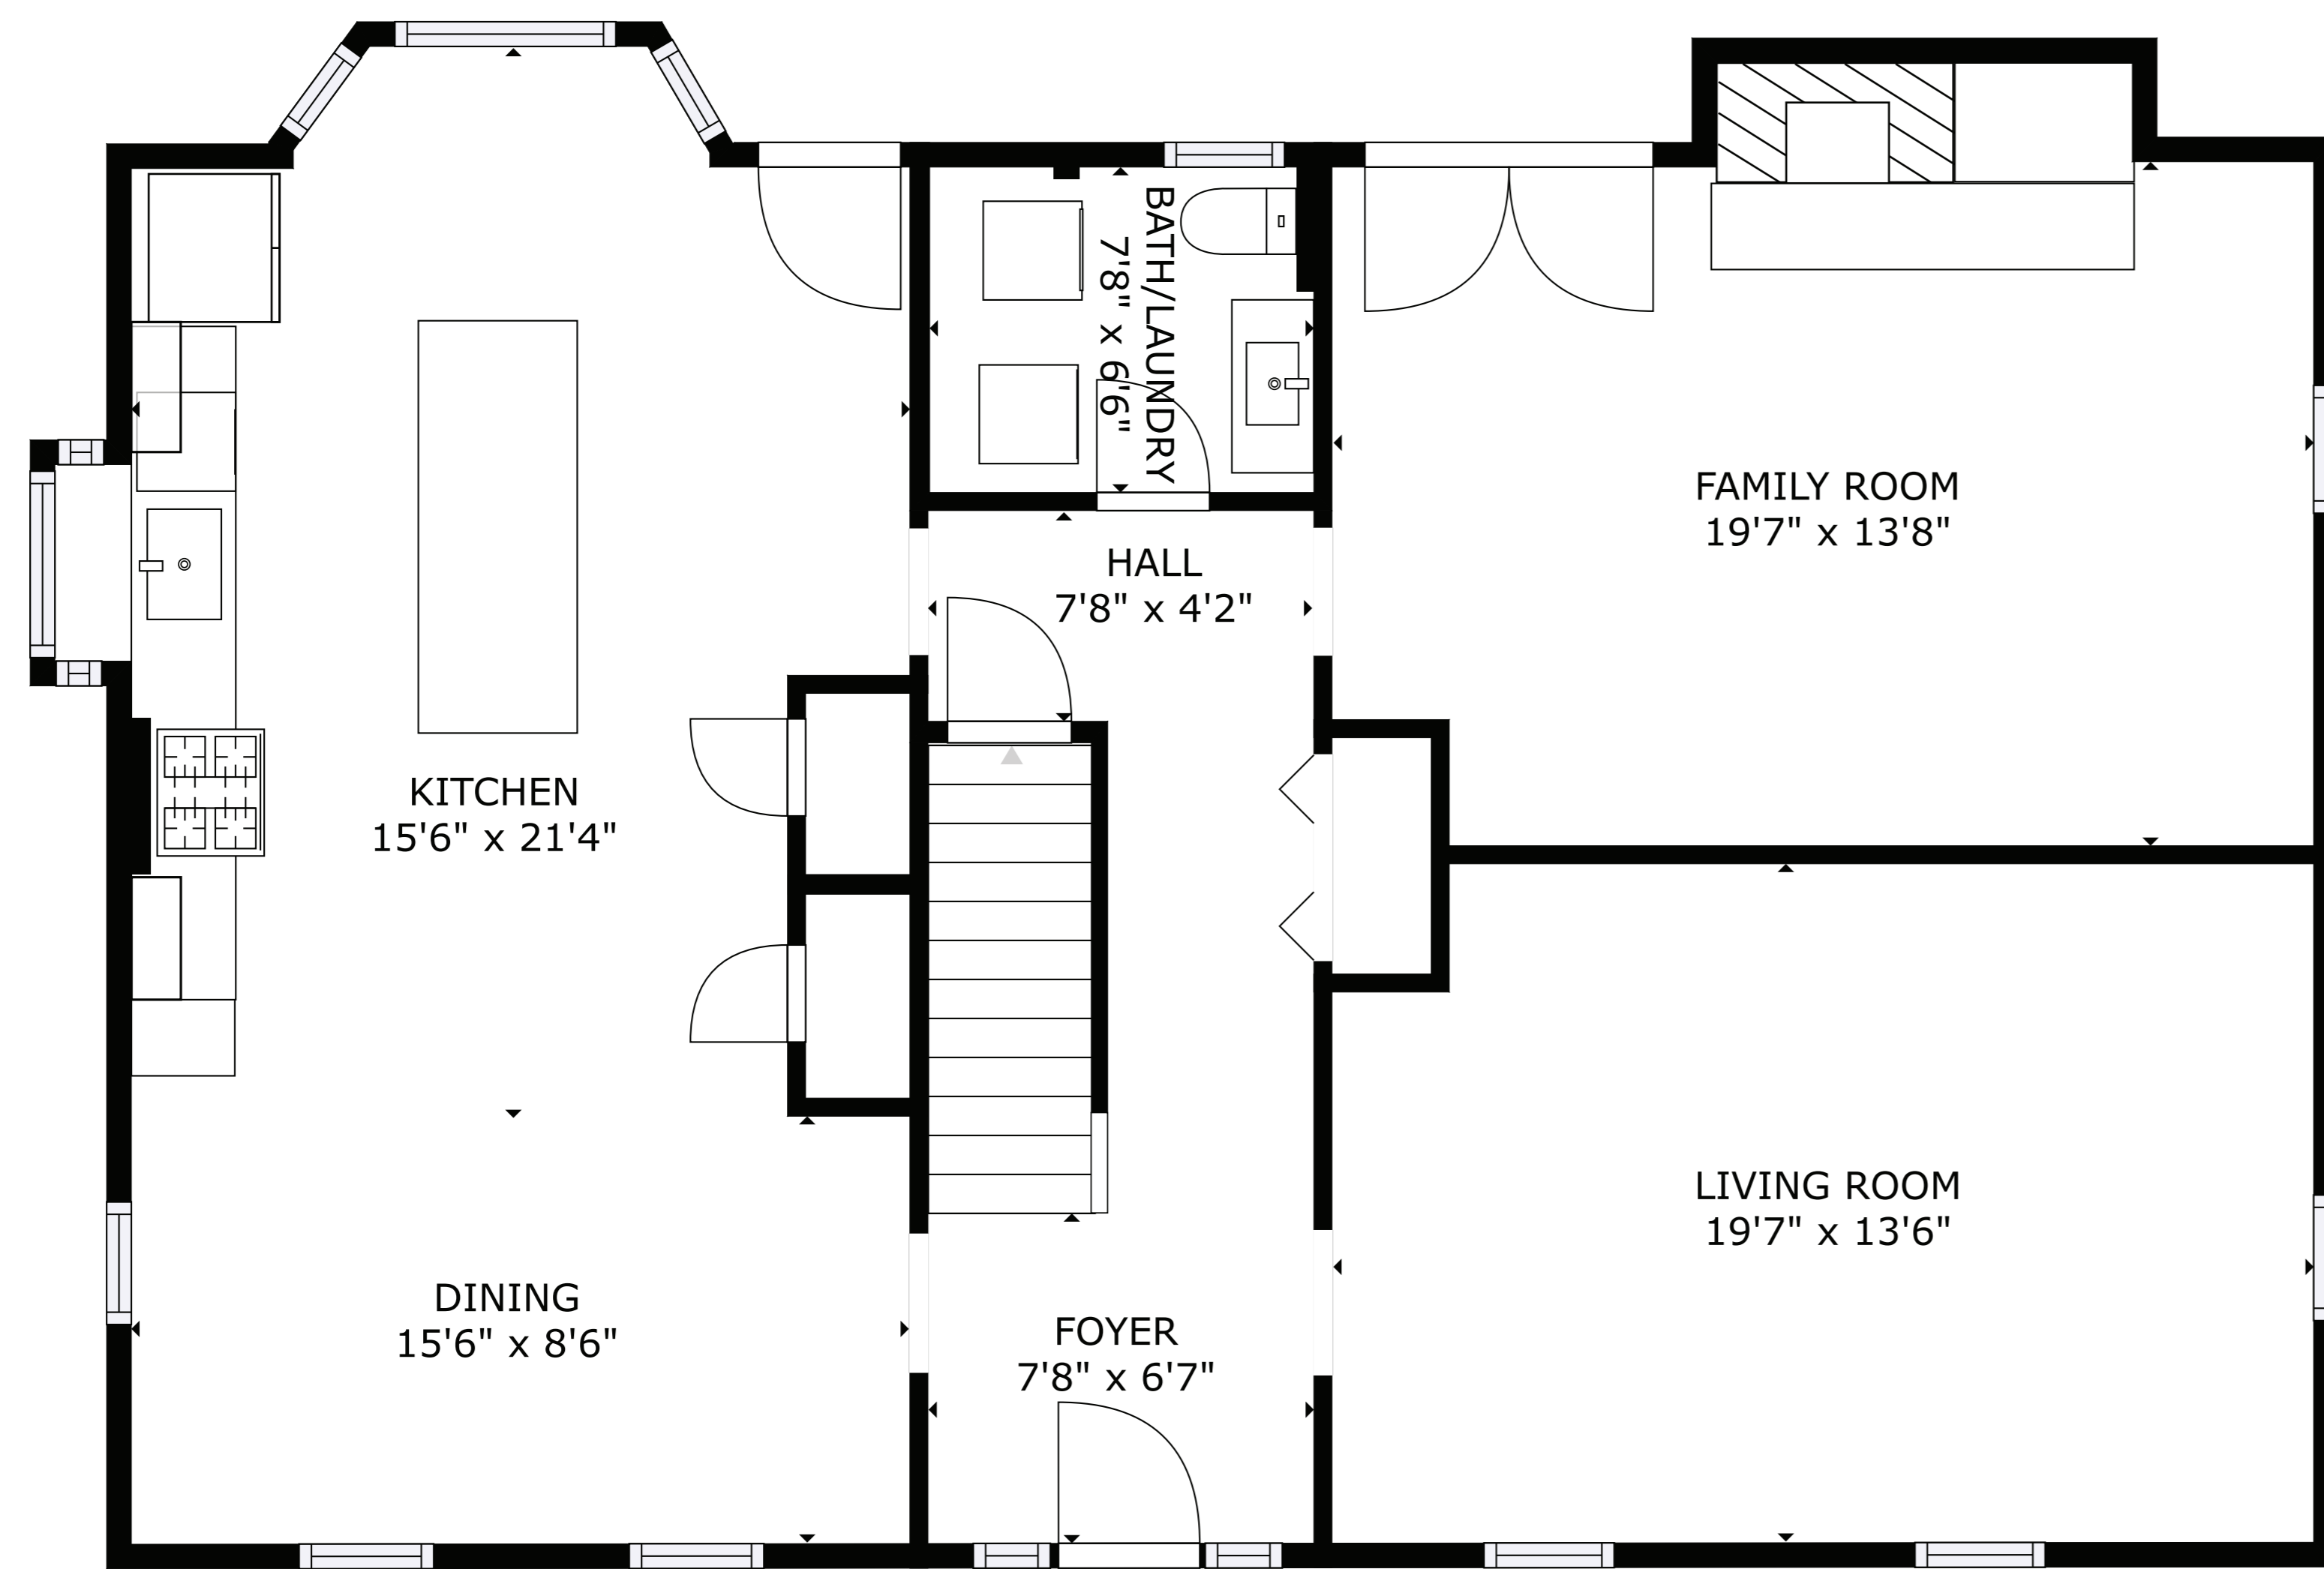 BATH/LAUNDRY
7'8" x 6'6"
FAMILY ROOM
19'7" x 13'8"
HALL
7'8" x 4'2"
KITCHEN
15'6" x 21'4"
LIVING ROOM
19'7" x 13'6"
DINING
15'6" x 8'6"
FOYER
7'8" x 6'7"